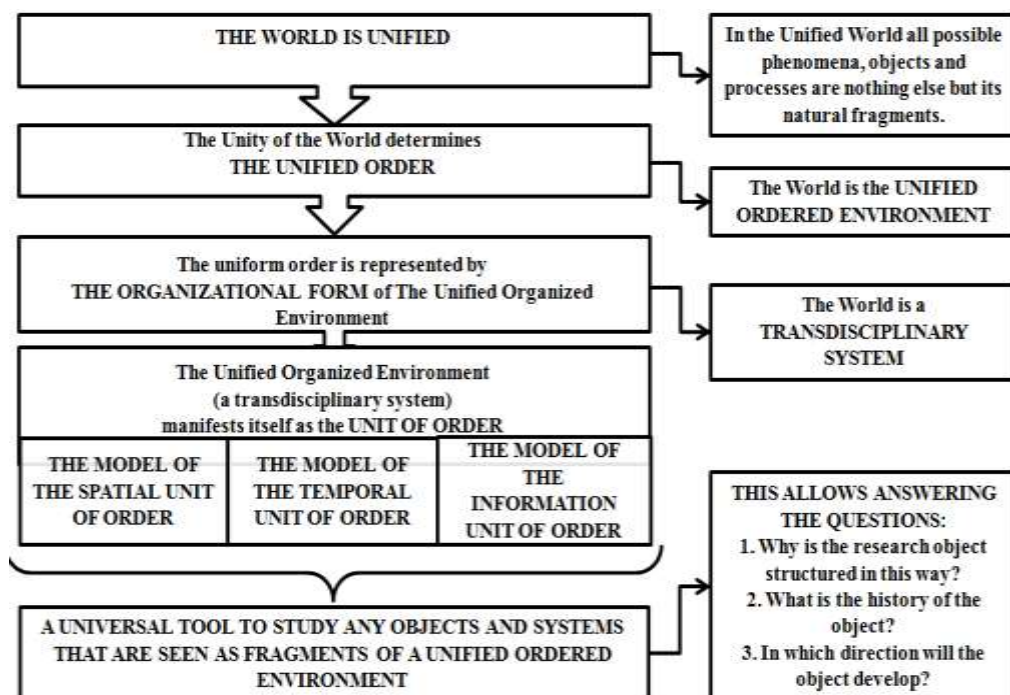 THE WORLD IS UNIFIED
In the Unified World all possible
phenomena, objects and
processes are nothing else but its
natural fragments.
The Unity of the World determines
THE UNIFIED ORDER
The World is the UNIFIED
ORDERED ENVIRONMENT
The uniform order is represented by
THE ORGANIZATIONAL FORM of The Unified Organized
Environment
The World is a
TRANSDISCIPLINARY
SYSTEM
The Unified Organized Environment
(a transdisciplinary system)
manifests itself as the UNIT OF ORDER
THE MODEL OF
THE SPATIAL UNIT
OF ORDER
THE MODEL OF
THE TEMPORAL
UNIT OF ORDER
THE MODEL OF
THE
INFORMATION
UNIT OF ORDER
A UNIVERSAL TOOL TO STUDY ANY OBJECTS AND SYSTEMS
THAT ARE SEEN AS FRAGMENTS OF A UNIFIED ORDERED
ENVIRONMENT
THIS ALLOWS ANSWERING
THE QUESTIONS:
1. Why is the research object
structured in this way?
2. What is the history of the
object?
3. In which direction will the
object develop?